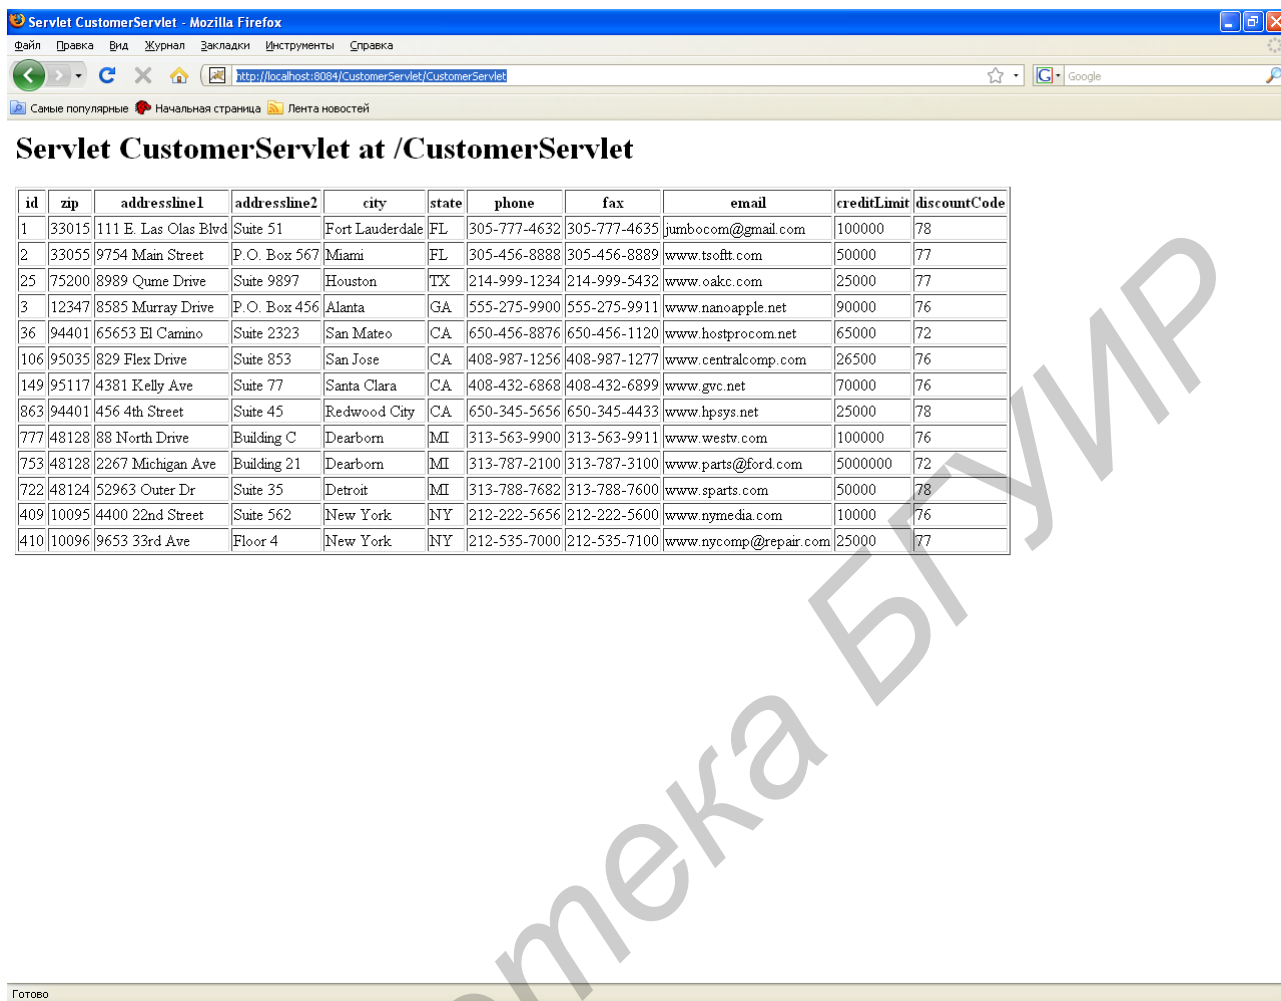 Servlet CustomerServlet - Mozilla Firefox
Файл Правка Вид Журнал Закладки Инструменты Справка
http://localhost:8084/CustomerServlet/CustomerServlet Google
Самые популярные Начальная страница Лента новостей
Servlet CustomerServlet at /CustomerServlet
id zip addressline1 addressline2 city state phone fax email creditLimit discountCode
1 33015 111 E. Las Olas Blvd Suite 51 Fort Lauderdale FL 305-777-4632 305-777-4635 jumbocom@gmail.com 100000 78
2 33055 9754 Main Street P.O. Box 567 Miami FL 305-456-8888 305-456-8889 www.tsoftt.com 50000 77
25 75200 8989 Qume Drive Suite 9897 Houston TX 214-999-1234 214-999-5432 www.oakc.com 25000 77
3 12347 8585 Murray Drive P.O. Box 456 Alanta GA 555-275-9900 555-275-9911 www.nanoapple.net 90000 76
36 94401 65653 El Camino Suite 2323 San Mateo CA 650-456-8876 650-456-1120 www.hostprocom.net 65000 72
106 95035 829 Flex Drive Suite 853 San Jose CA 408-987-1256 408-987-1277 www.centralcomp.com 26500 76
149 95117 4381 Kelly Ave Suite 77 Santa Clara CA 408-432-6868 408-432-6899 www.gvc.net 70000 76
863 94401 456 4th Street Suite 45 Redwood City CA 650-345-5656 650-345-4433 www.hpsys.net 25000 78
777 48128 88 North Drive Building C Dearborn MI 313-563-9900 313-563-9911 www.westv.com 100000 76
753 48128 2267 Michigan Ave Building 21 Dearborn MI 313-787-2100 313-787-3100 www.parts@ford.com 5000000 72
722 48124 52963 Outer Dr Suite 35 Detroit MI 313-788-7682 313-788-7600 www.sparts.com 50000 78
409 10095 4400 22nd Street Suite 562 New York NY 212-222-5656 212-222-5600 www.nymedia.com 10000 76
410 10096 9653 33rd Ave Floor 4 New York NY 212-535-7000 212-535-7100 www.nycomp@repair.com 25000 77
отека БГУИР
Готово